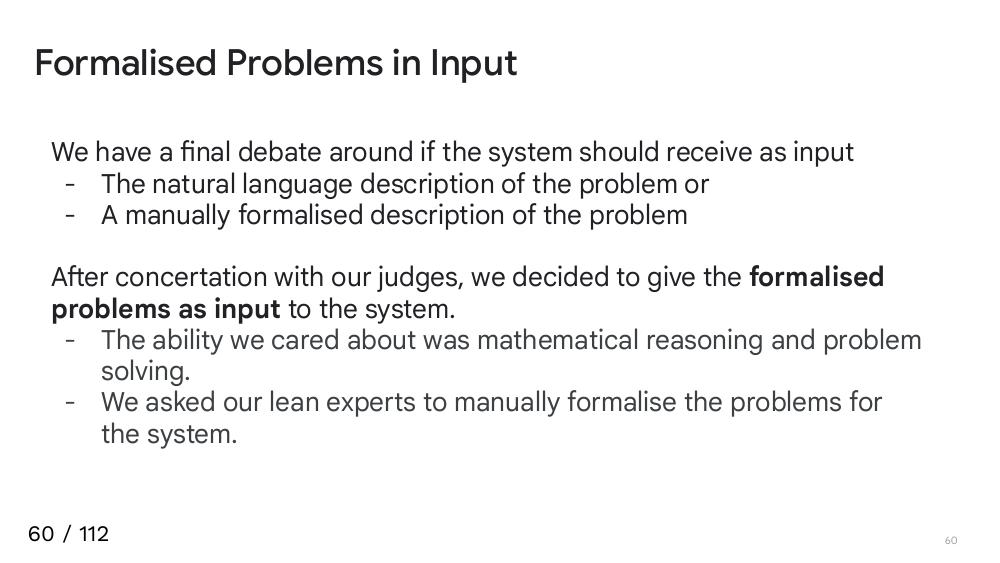 Formalised Problems in Input
We have a final debate around if the system should receive as input
- The natural language description of the problem or
- A manually formalised description of the problem
After concertation with our judges, we decided to give the formalised
problems as input to the system.
- The ability we cared about was mathematical reasoning and problem
solving.
- We asked our lean experts to manually formalise the problems for
the system.
60 / 112
60